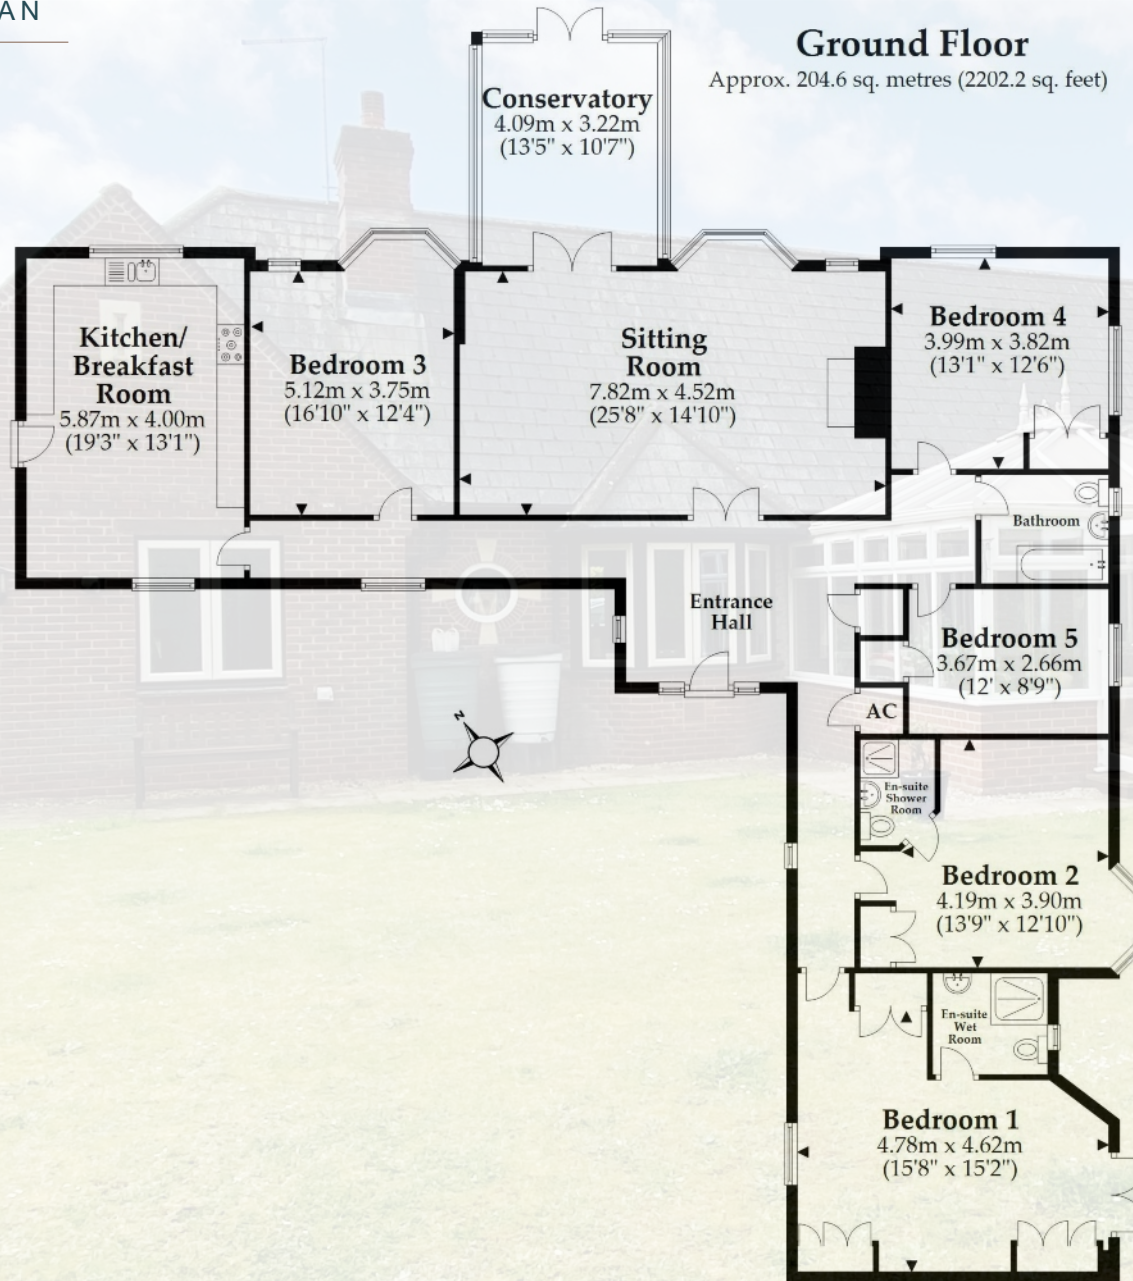 AN
Ground Floor
Approx. 204.6 sq. metres (2202.2 sq. feet)
Conservatory
4.09m x 3.22m
(13'5" x 10'7")
Kitchen/
Breakfast
Room
5.87m x 4.00m
(19'3" x 13'1")
Bedroom 3
5.12m x 3.75m
(16'10" x 12'4")
Sitting
Room
7.82m x 4.52m
(25'8" x 14'10")
Bedroom 4
3.99m x 3.82m
(13'1" x 12'6")
Bathroom
Entrance
Hall
Bedroom 5
3.67m x 2.66m
(12' x 8'9")
AC
N
En-suite
Shower
Room
Bedroom 2
4.19m x 3.90m
(13'9" x 12'10")
En-suite
Wet
Room
Bedroom 1
4.78m x 4.62m
(15'8" x 15'2")